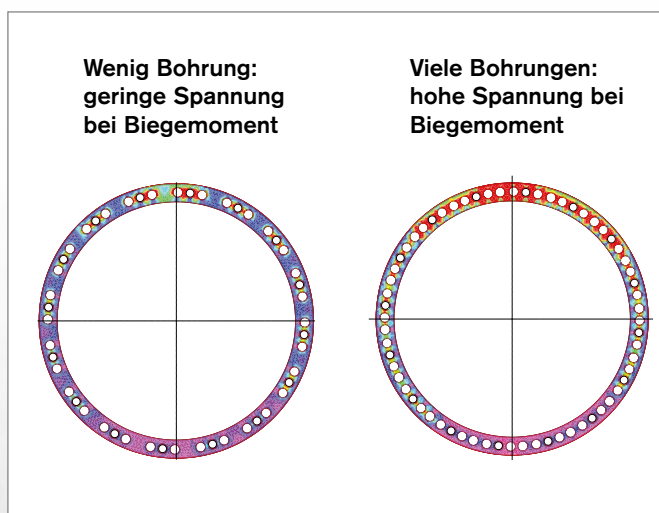 Wenig Bohrung:
geringe Spannung
bei Biegemoment
Viele Bohrungen:
hohe Spannung bei
Biegemoment